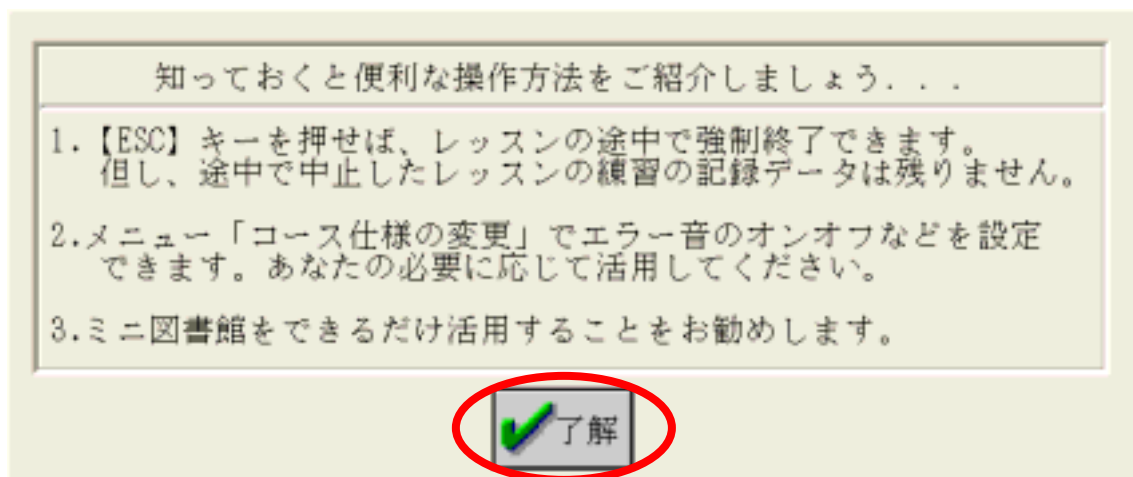 知っておくと便利な操作方法をご紹介しましょう...
1.【ESC】キーを押せば、レッスンの途中で強制終了できます。
但し、途中で中止したレッスンの練習の記録データは残りません。
2.メニュー「コース仕様の変更」でエラー音のオンオフなどを設定
できます。あなたの必要に応じて活用してください。
3.ミニ図書館をできるだけ活用することをお勧めします。
了解